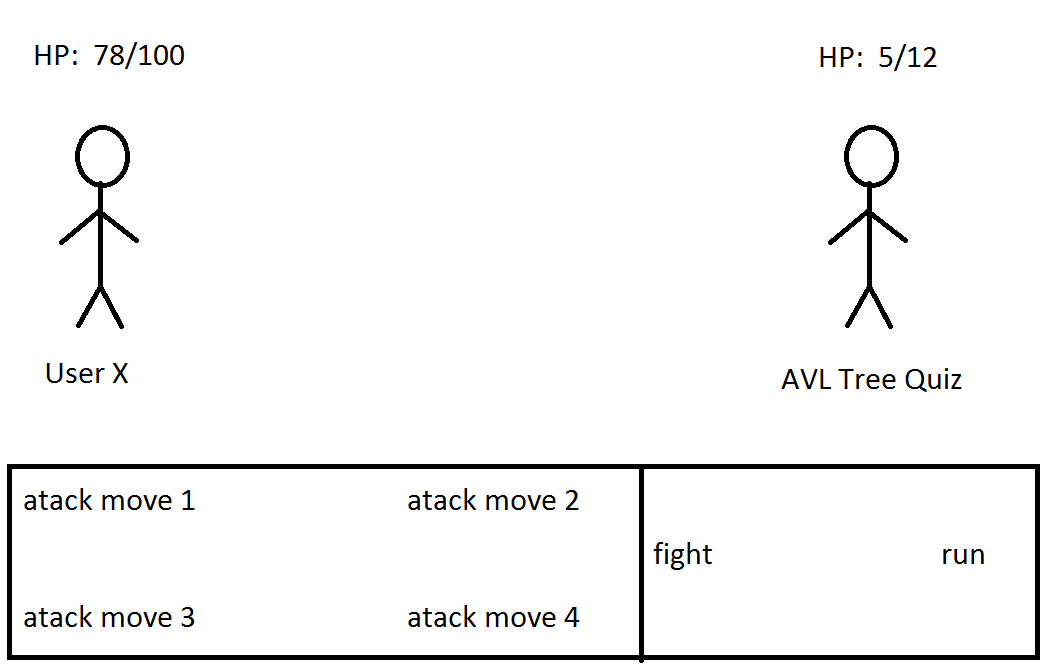 HP:  78/100
HP:  5/12
User X
AVL Tree Quiz
atack move 1
atack move 2
fight
run
atack move 3
atack move 4